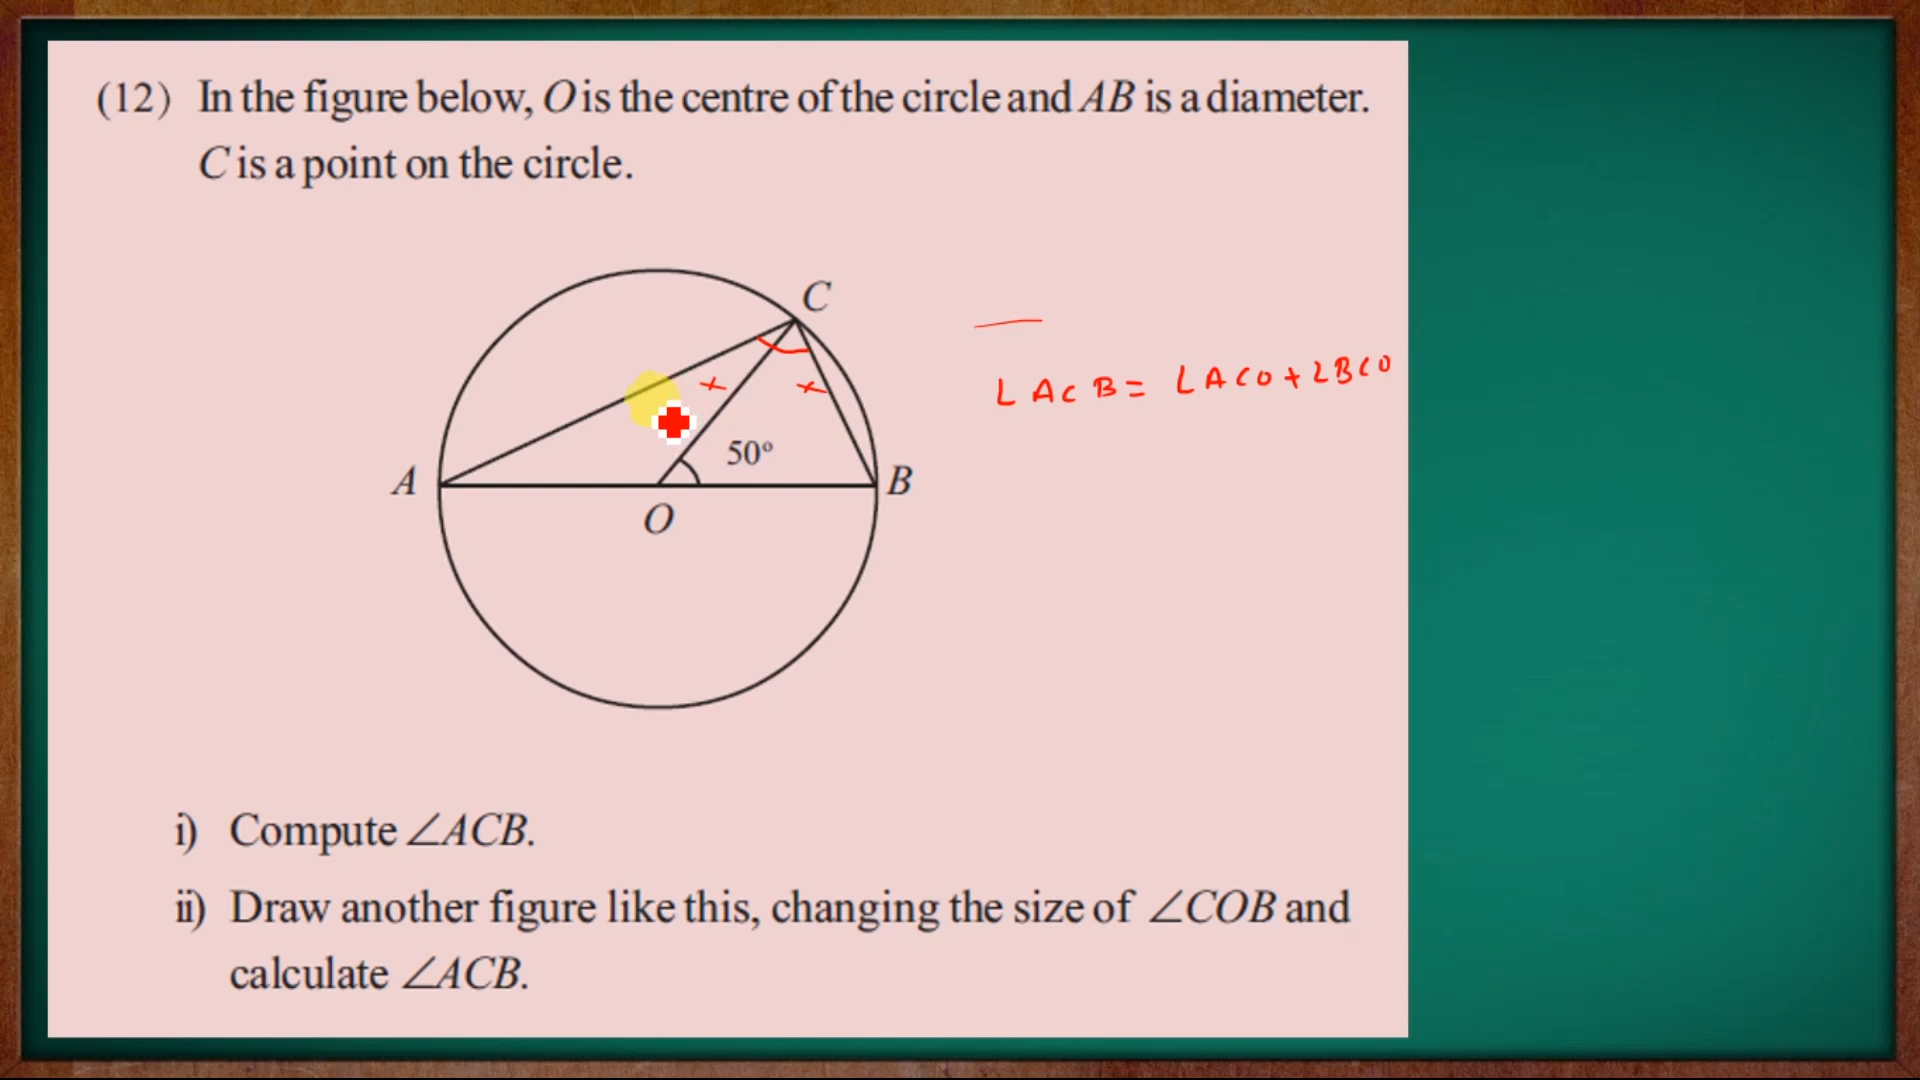 (12) In the figure below, O is the centre of the circle and AB is a diameter.
C is a point on the circle.
C
∠ACB = ∠ACO + ∠BCO
50°
A
B
O
i) Compute ∠ACB.
ii) Draw another figure like this, changing the size of ∠COB and
calculate ∠ACB.